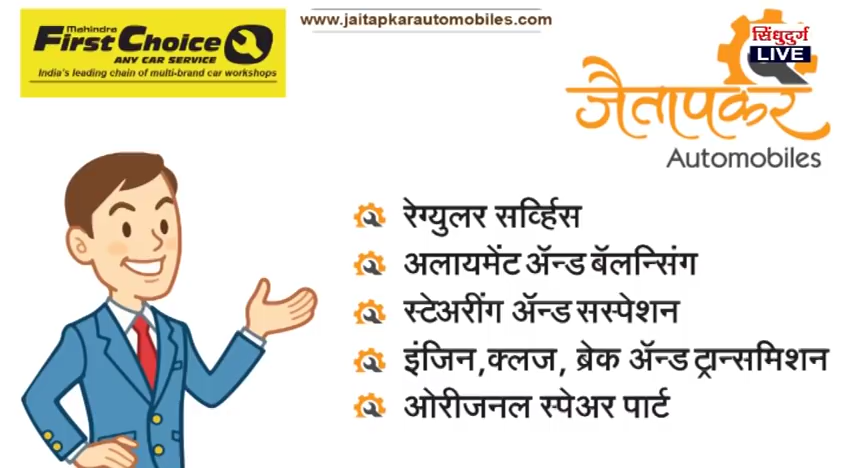 Mahindra
FIRST CHOICE
ANY CAR SERVICE
India's leading chain of multi-brand car workshops
www.jaitapkarautomobiles.com
सिंधुदुर्ग
LIVE
जैतापकर
Automobiles
रेग्युलर सर्व्हिस
अलायमेंट ॲन्ड बॅलन्सिंग
स्टेअरींग ॲन्ड सस्पेशन
इंजिन,क्लज, ब्रेक ॲन्ड ट्रान्समिशन
ओरीजनल स्पेअर पार्ट